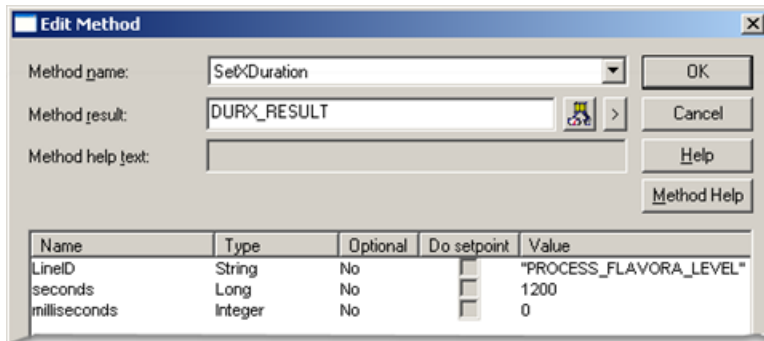 Edit Method
Method name: SetXDuration OK
Method result: DURX_RESULT > Cancel
Method help text: Help
Method Help
Name Type Optional Do setpoint Value
LineID String No "PROCESS_FLAVORA_LEVEL"
seconds Long No 1200
milliseconds Integer No 0